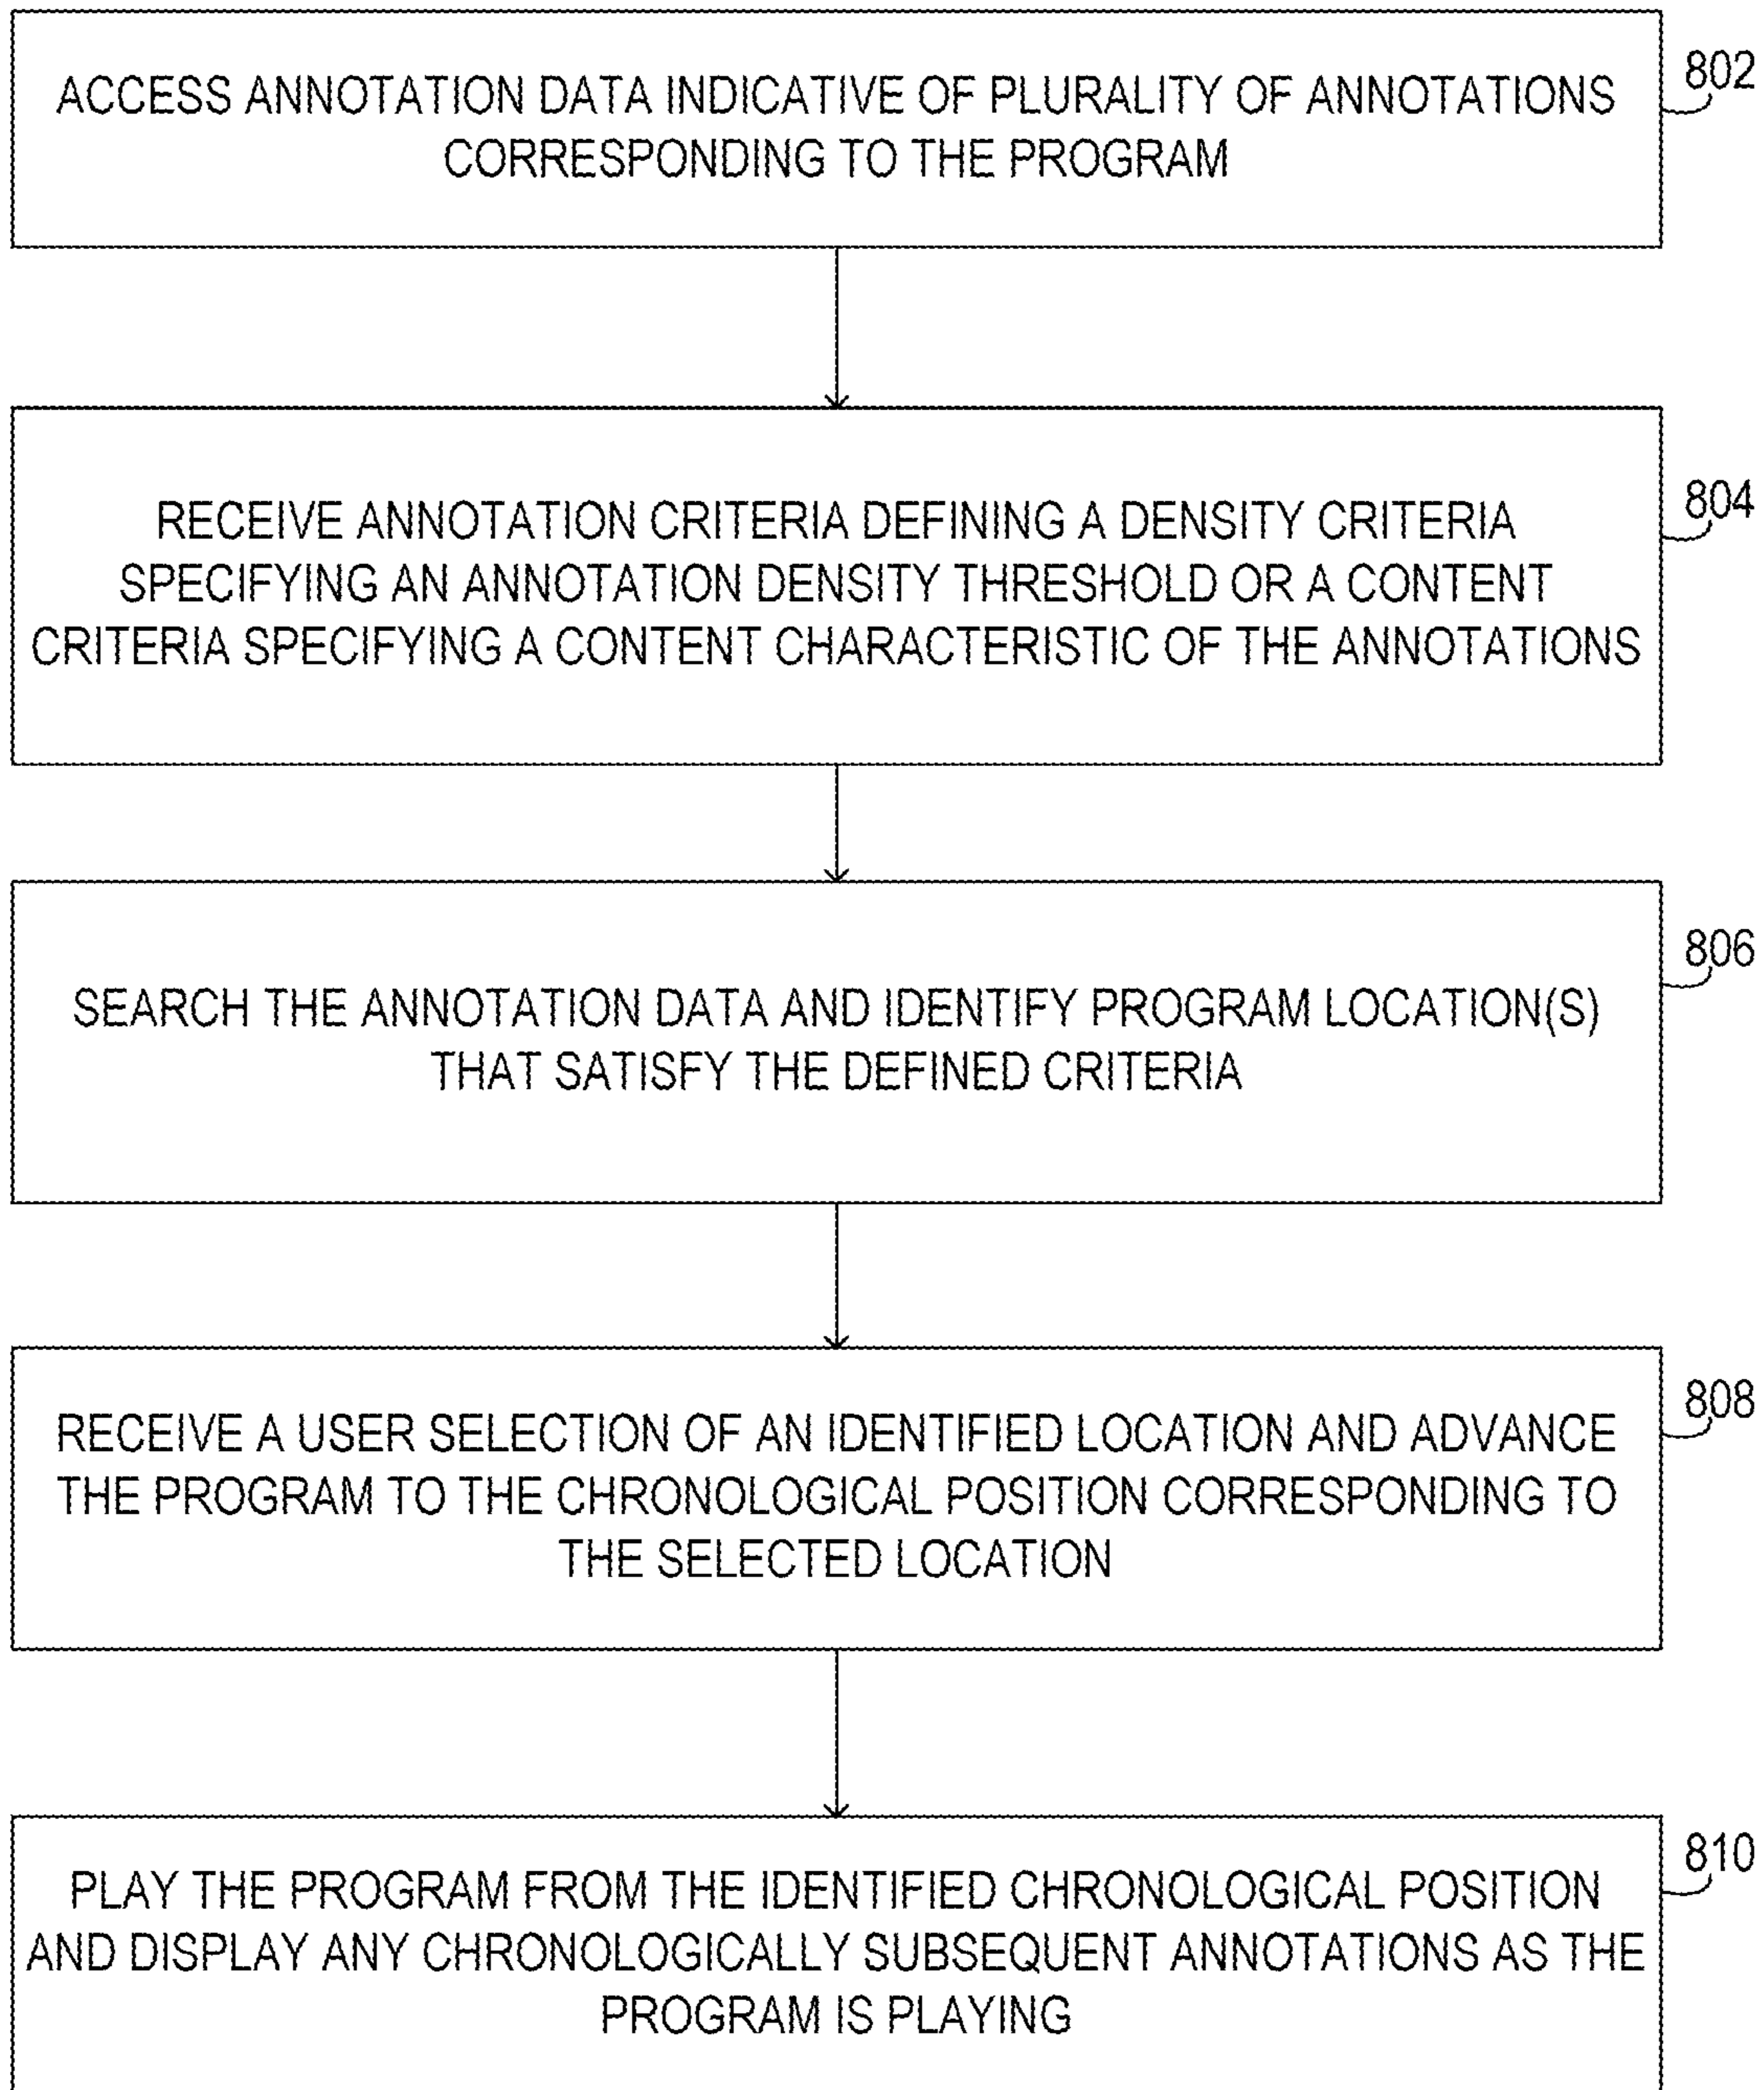 802
ACCESS ANNOTATION DATA INDICATIVE OF PLURALITY OF ANNOTATIONS
CORRESPONDING TO THE PROGRAM
804
RECEIVE ANNOTATION CRITERIA DEFINING A DENSITY CRITERIA
SPECIFYING AN ANNOTATION DENSITY THRESHOLD OR A CONTENT
CRITERIA SPECIFYING A CONTENT CHARACTERISTIC OF THE ANNOTATIONS
806
SEARCH THE ANNOTATION DATA AND IDENTIFY PROGRAM LOCATION(S)
THAT SATISFY THE DEFINED CRITERIA
808
RECEIVE A USER SELECTION OF AN IDENTIFIED LOCATION AND ADVANCE
THE PROGRAM TO THE CHRONOLOGICAL POSITION CORRESPONDING TO
THE SELECTED LOCATION
810
PLAY THE PROGRAM FROM THE IDENTIFIED CHRONOLOGICAL POSITION
AND DISPLAY ANY CHRONOLOGICALLY SUBSEQUENT ANNOTATIONS AS THE
PROGRAM IS PLAYING